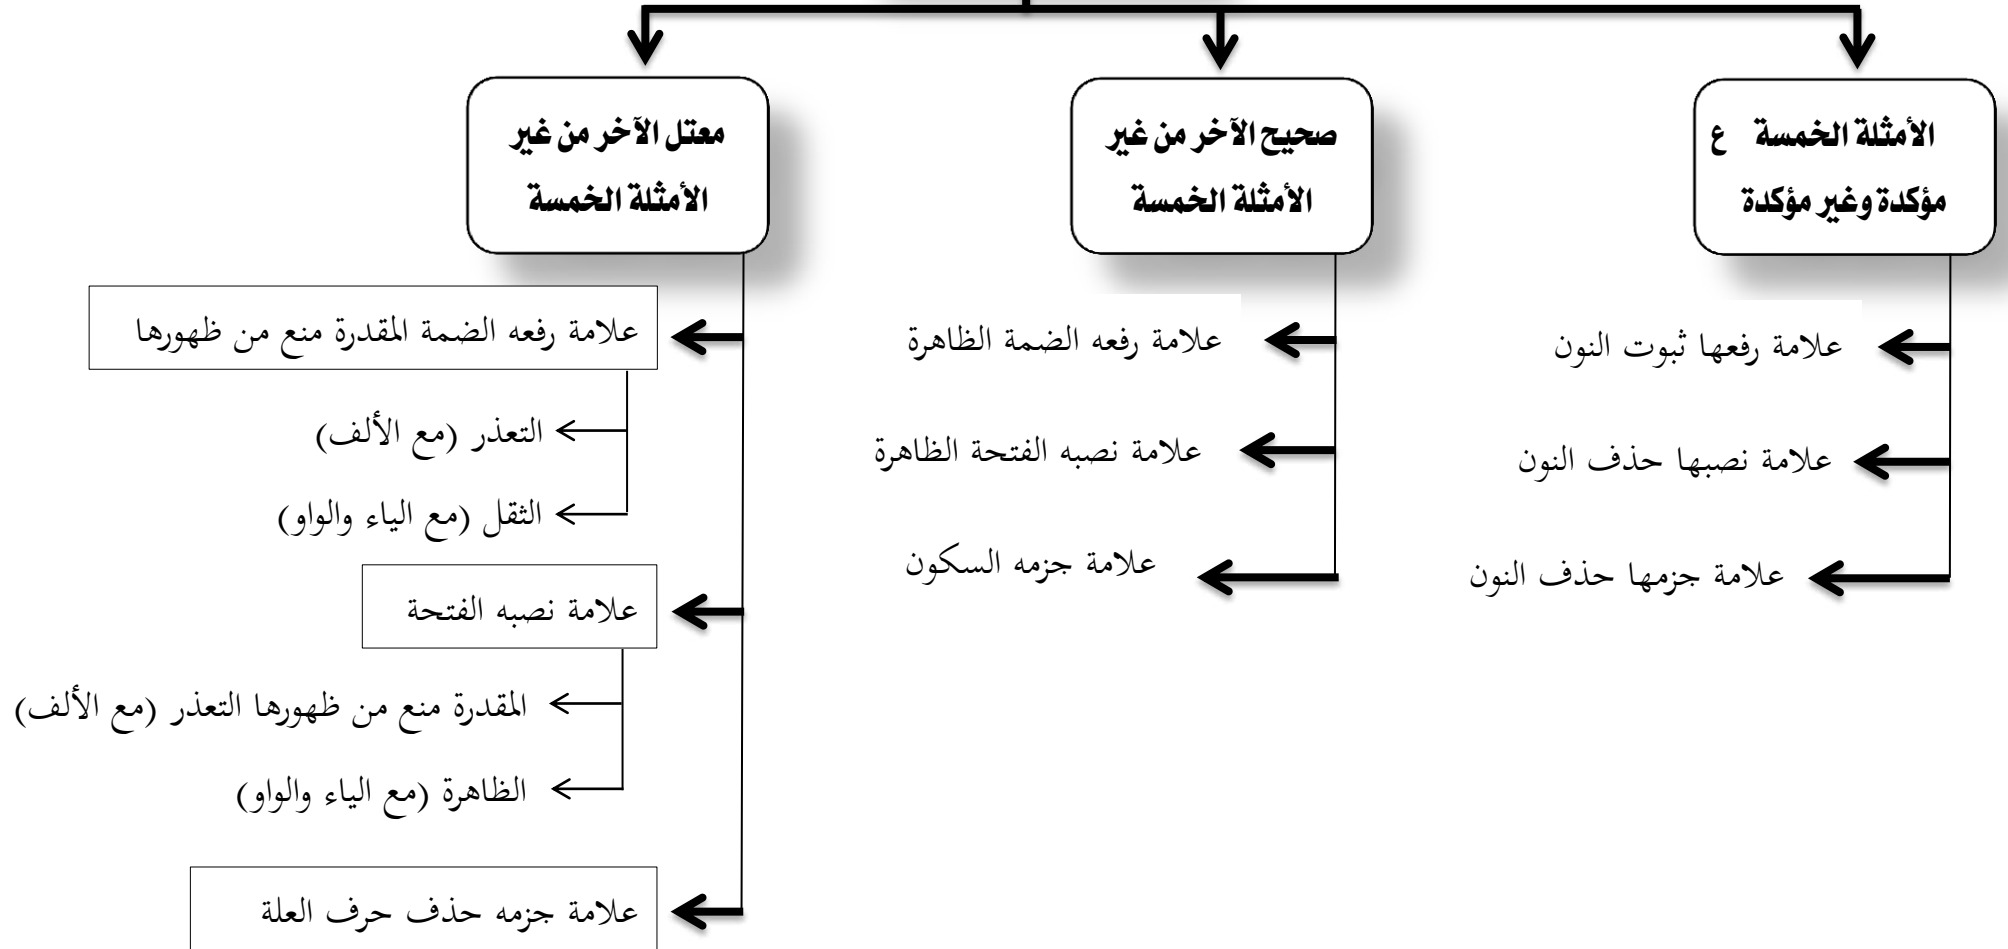 الأمثلة الخمسة ع
مؤكدة وغير مؤكدة
علامة رفعها ثبوت النون
علامة نصبها حذف النون
علامة جزمها حذف النون
صحيح الآخر من غير
الأمثلة الخمسة
علامة رفعه الضمة الظاهرة
علامة نصبه الفتحة الظاهرة
علامة جزمه السكون
معتل الآخر من غير
الأمثلة الخمسة
علامة رفعه الضمة المقدرة منع من ظهورها
التعذر (مع الألف)
الثقل (مع الياء والواو)
علامة نصبه الفتحة
المقدرة منع من ظهورها التعذر (مع الألف)
الظاهرة (مع الياء والواو)
علامة جزمه حذف حرف العلة